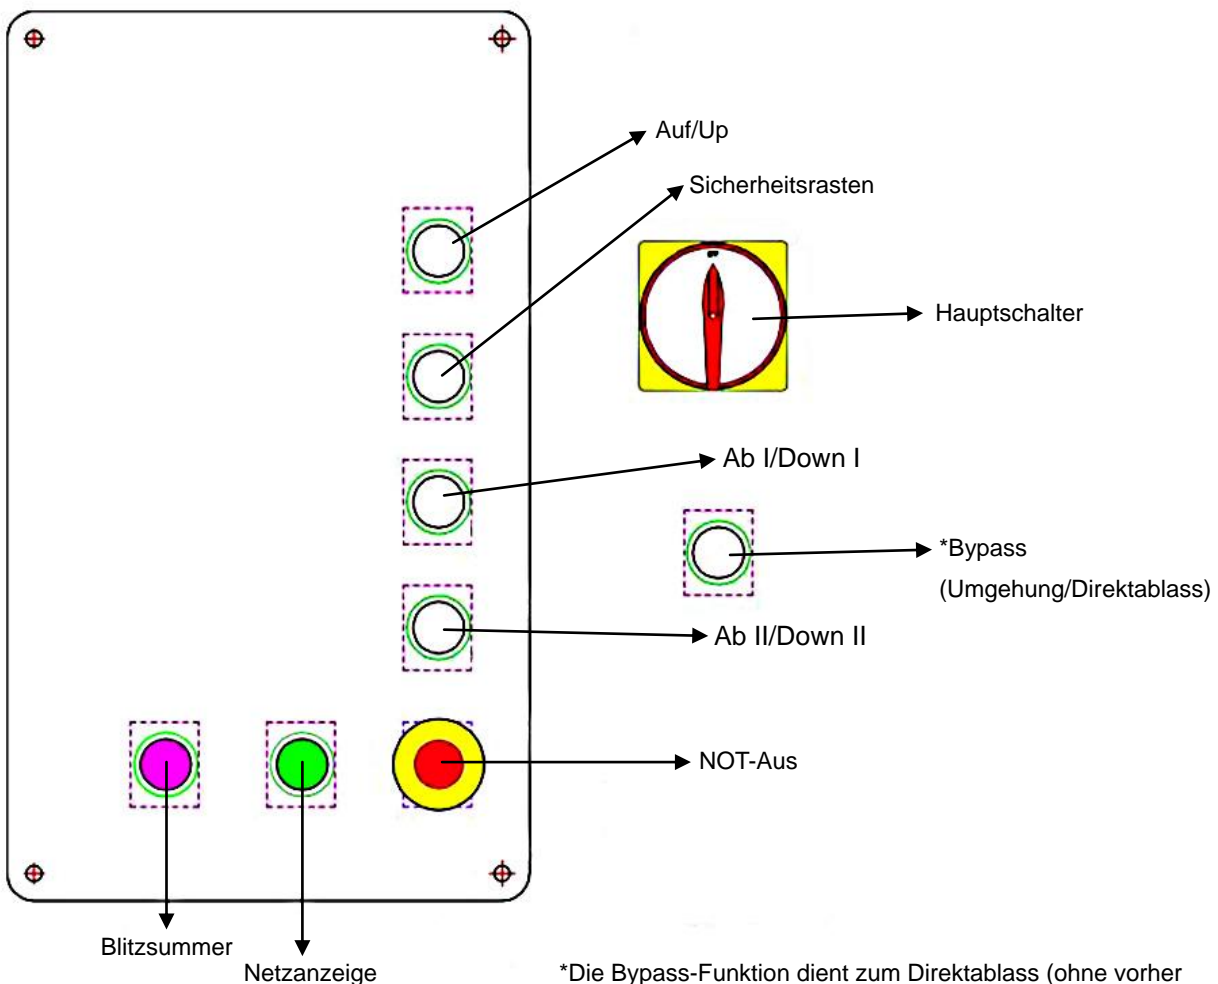 Auf/Up
Sicherheitsrasten
Hauptschalter
Ab I/Down I
*Bypass
(Umgehung/Direktablass)
Ab II/Down II
NOT-Aus
Blitzsummer
Netzanzeige
*Die Bypass-Funktion dient zum Direktablass (ohne vorher